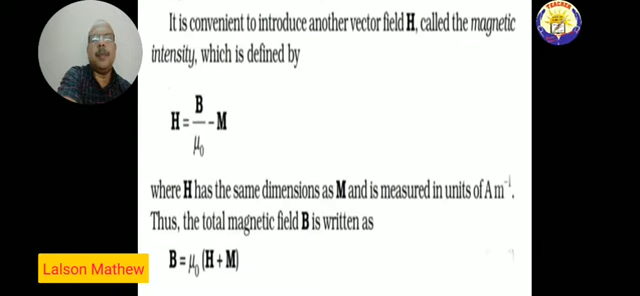 TEACHER
It is convenient to introduce another vector field H, called the magnetic
intensity, which is defined by
H = B/μ₀ − M
where H has the same dimensions as M and is measured in units of A m⁻¹.
Thus, the total magnetic field B is written as
B = μ₀ (H + M)
Lalson Mathew